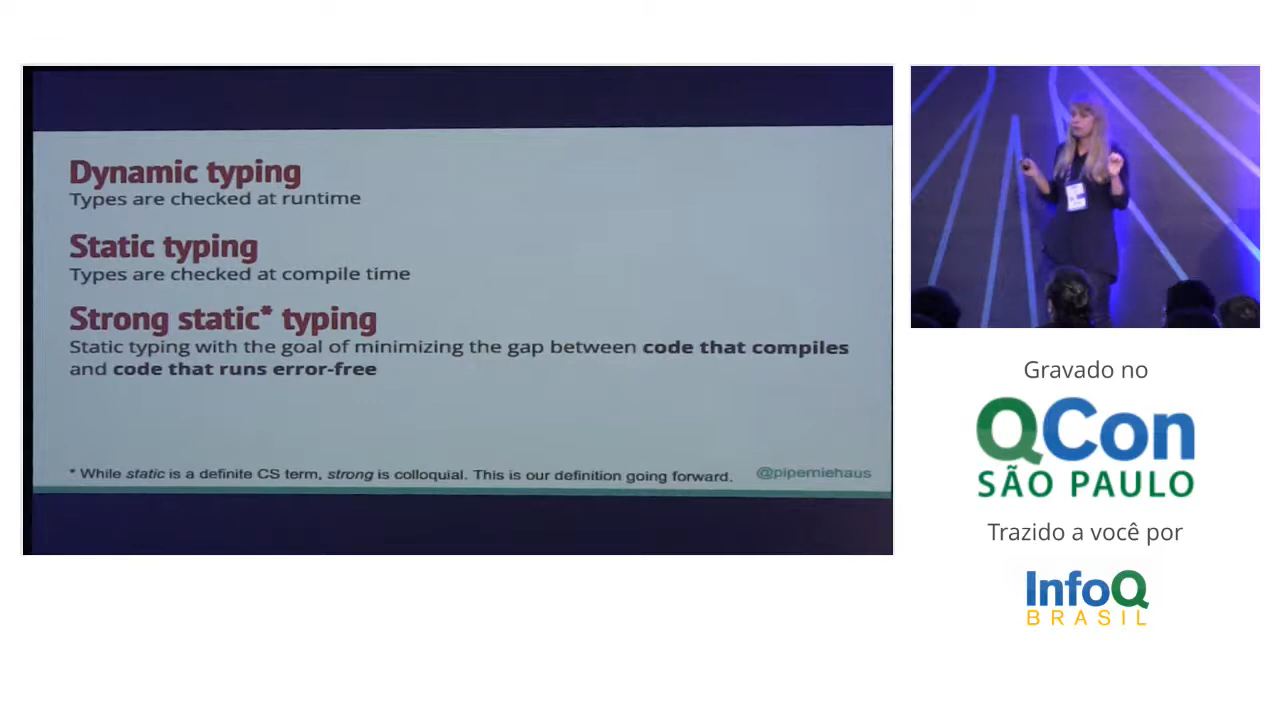 Dynamic typing
Types are checked at runtime
Static typing
Types are checked at compile time
Strong static* typing
Static typing with the goal of minimizing the gap between code that compiles
and code that runs error-free
* While static is a definite CS term, strong is colloquial. This is our definition going forward.
@piperniehaus
Gravado no
QCon
SÃO PAULO
Trazido a você por
InfoQ
BRASIL